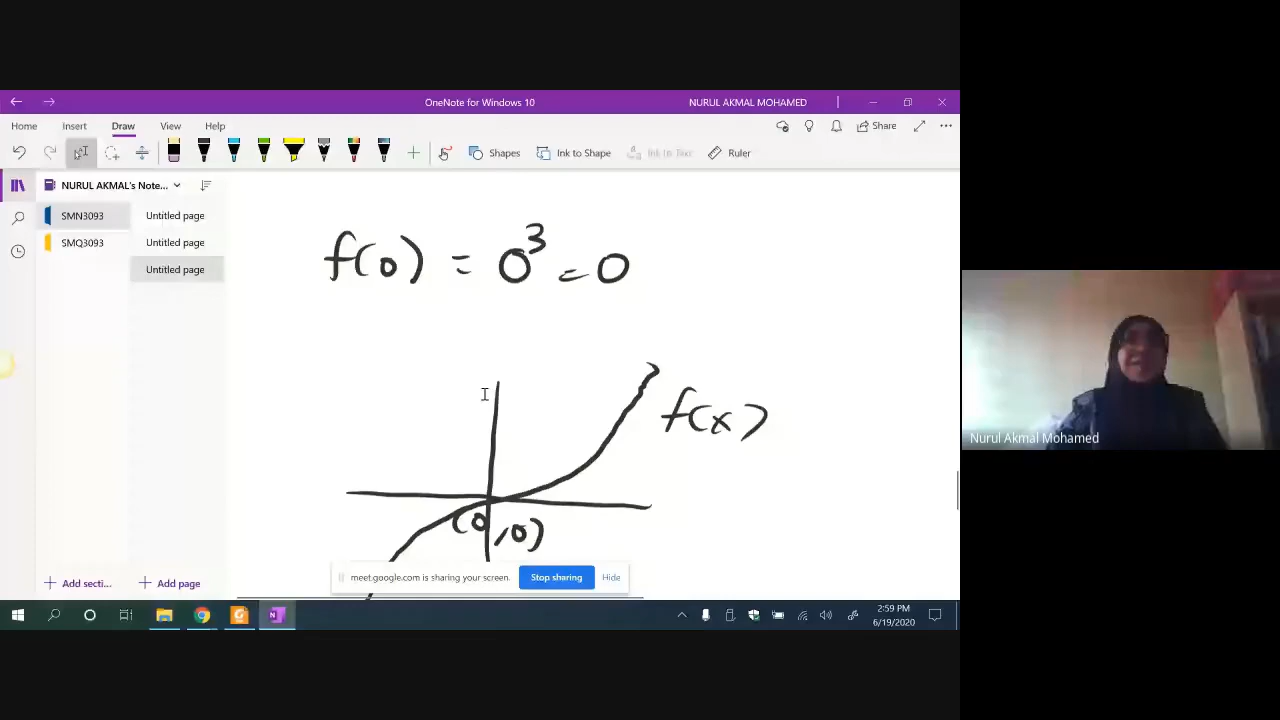 OneNote for Windows 10
NURUL AKMAL MOHAMED
Home Insert Draw View Help
Share
Shapes Ink to Shape Ink to Text Ruler
NURUL AKMAL's Note...
SMN3093 Untitled page
SMQ3093 Untitled page
Untitled page
f(0) = 0³ = 0
f(x)
(0,0)
Nurul Akmal Mohamed
meet.google.com is sharing your screen. Stop sharing Hide
Add secti... Add page
2:59 PM
6/19/2020